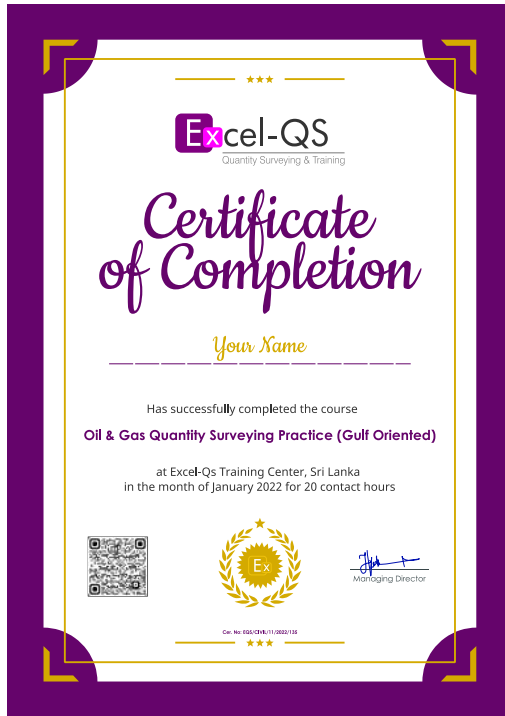 Excel-QS
Quantity Surveying & Training
Certificate
of Completion
Your Name
Has successfully completed the course
Oil & Gas Quantity Surveying Practice (Gulf Oriented)
at Excel-Qs Training Center, Sri Lanka
in the month of January 2022 for 20 contact hours
Ex
Managing Director
Cer. No: EQS/CIVIL/11/2022/135